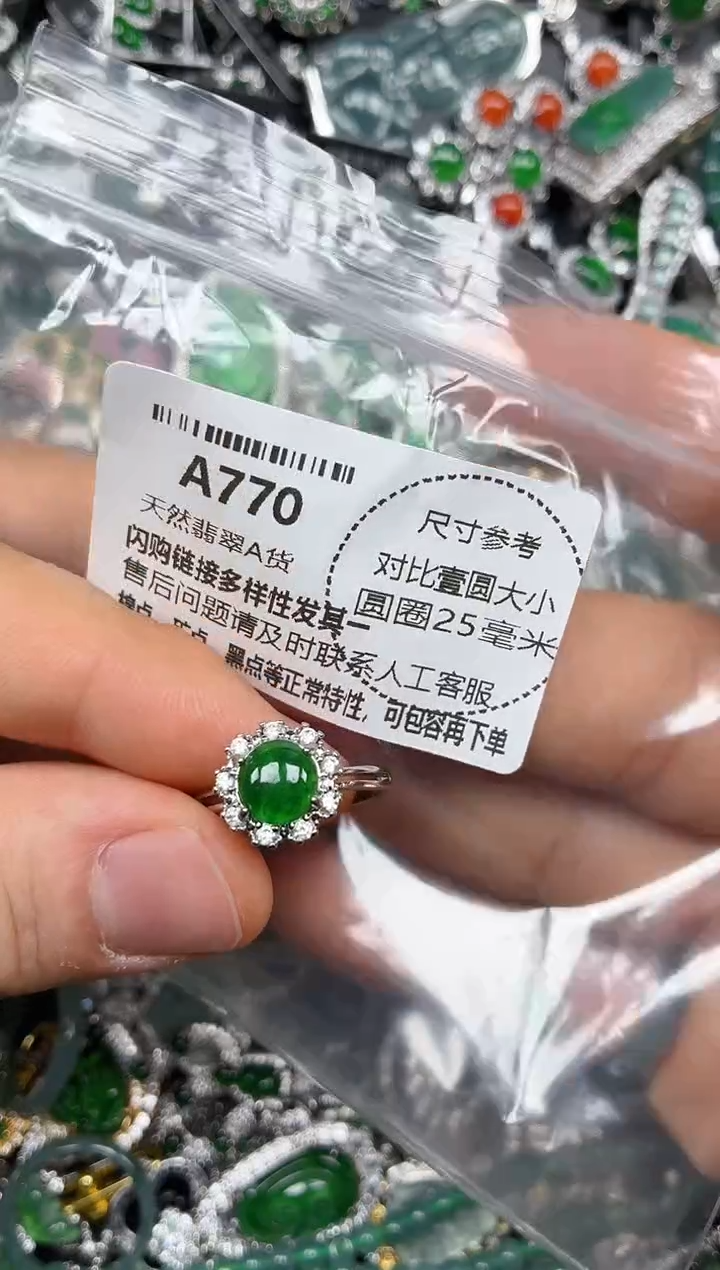 A770
天然翡翠A货
闪购链接多样性发其一
售后问题请及时联系人工客服
黑点等正常特性，可包容再下单
尺寸参考
对比壹圆大小
圆圈25毫米